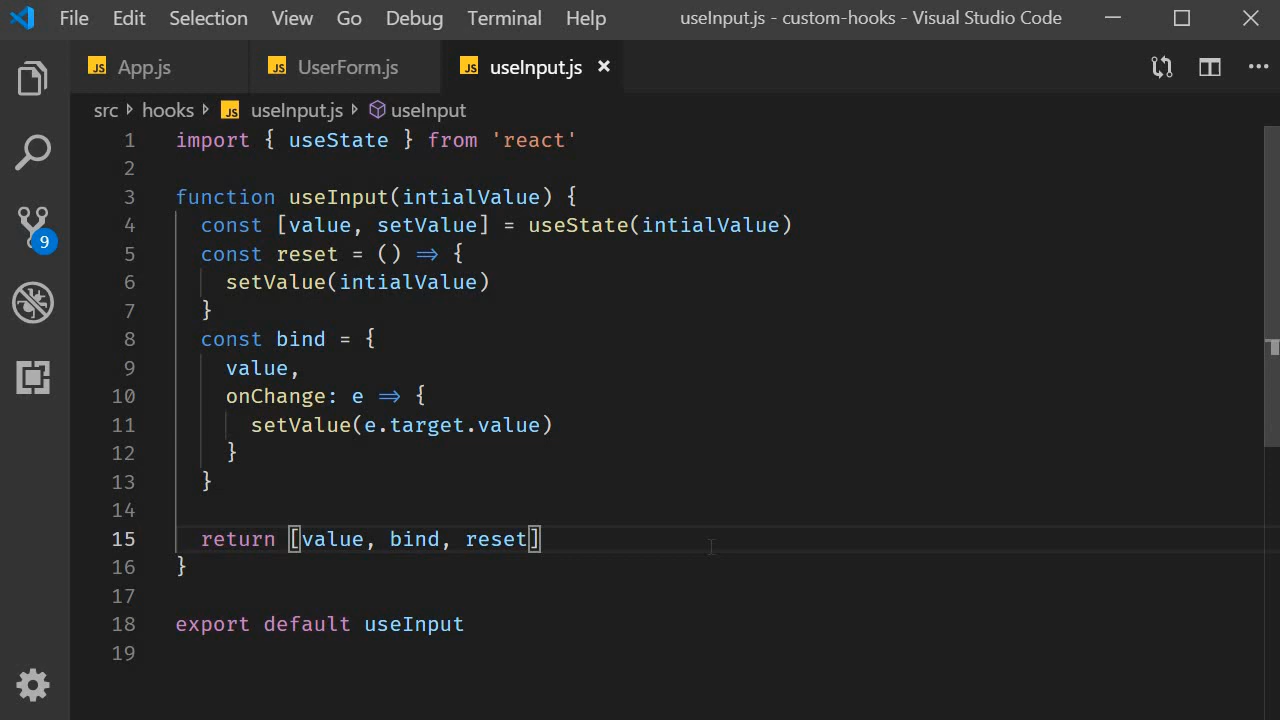 File Edit Selection View Go Debug Terminal Help useInput.js - custom-hooks - Visual Studio Code
JS App.js JS UserForm.js JS useInput.js
src hooks JS useInput.js useInput
1 import { useState } from 'react'
2
3 function useInput(intialValue) {
4 const [value, setValue] = useState(intialValue)
5 const reset = () => {
6 setValue(intialValue)
7 }
8 const bind = {
9 value,
10 onChange: e => {
11 setValue(e.target.value)
12 }
13 }
14
15 return [value, bind, reset]
16 }
17
18 export default useInput
19
9